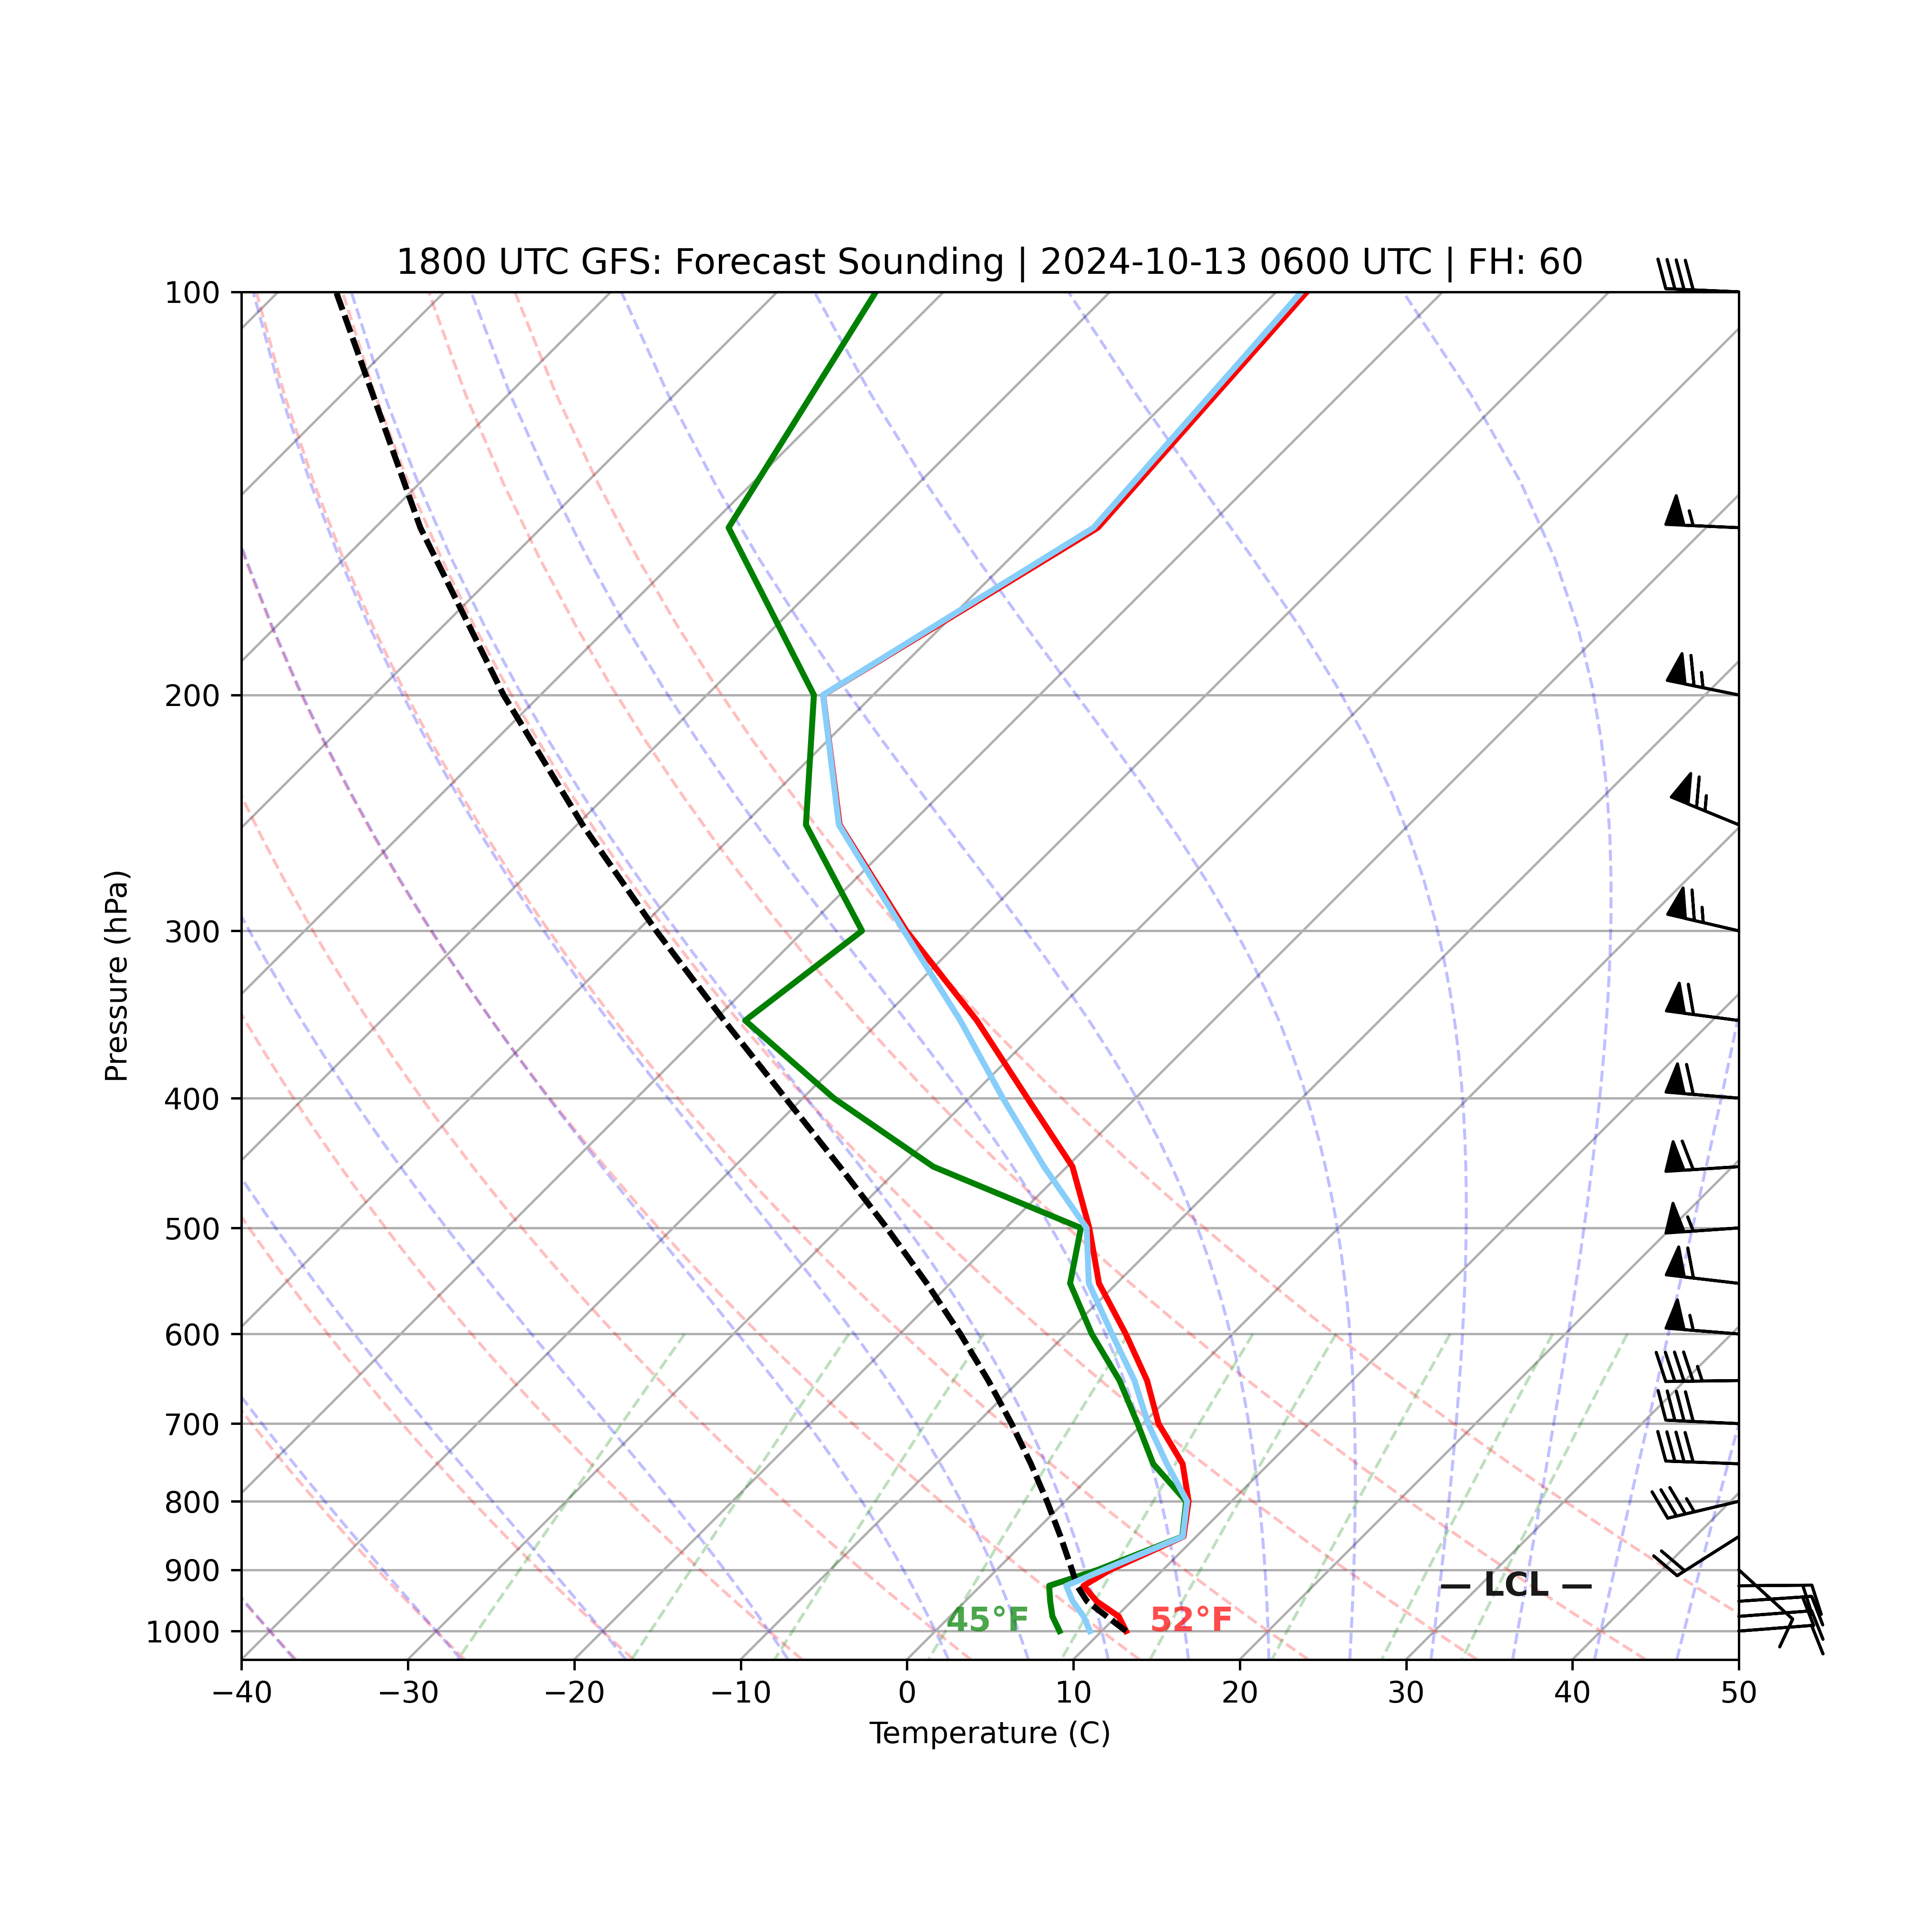 1800 UTC GFS: Forecast Sounding | 2024-10-13 0600 UTC | FH: 60
100
200
300
400
500
600
700
800
900
1000
Pressure (hPa)
— LCL —
45°F
52°F
−40 −30 −20 −10 0 10 20 30 40 50
Temperature (C)